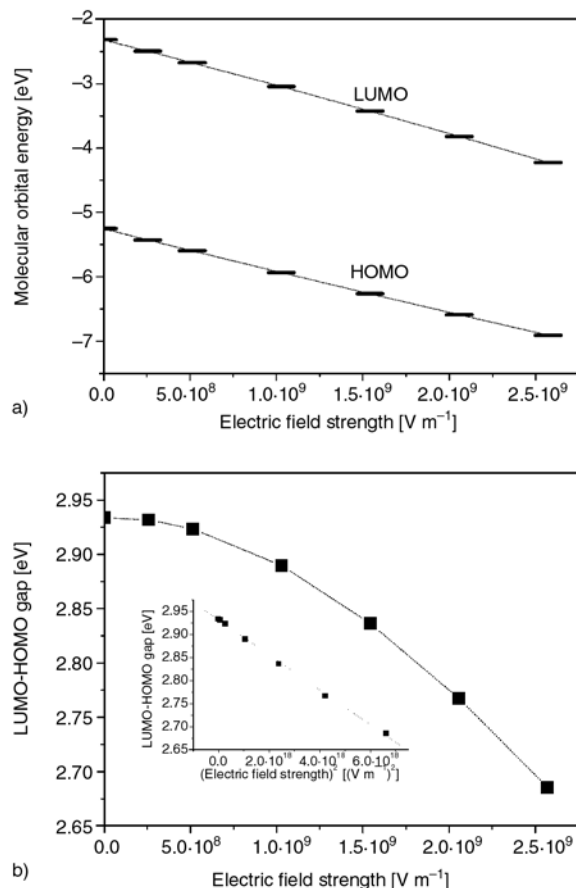 −2
−3
−4
−5
−6
−7
Molecular orbital energy [eV]
LUMO
HOMO
0.0 5.0·10⁸ 1.0·10⁹ 1.5·10⁹ 2.0·10⁹ 2.5·10⁹
a) Electric field strength [V m⁻¹]
2.95
2.90
2.85
2.80
2.75
2.70
2.65
LUMO-HOMO gap [eV]
2.95
2.90
2.85
2.80
2.75
2.70
2.65
LUMO-HOMO gap [eV]
0.0 2.0·10¹⁸ 4.0·10¹⁸ 6.0·10¹⁸
(Electric field strength)² [(V m⁻¹)²]
0.0 5.0·10⁸ 1.0·10⁹ 1.5·10⁹ 2.0·10⁹ 2.5·10⁹
b) Electric field strength [V m⁻¹]